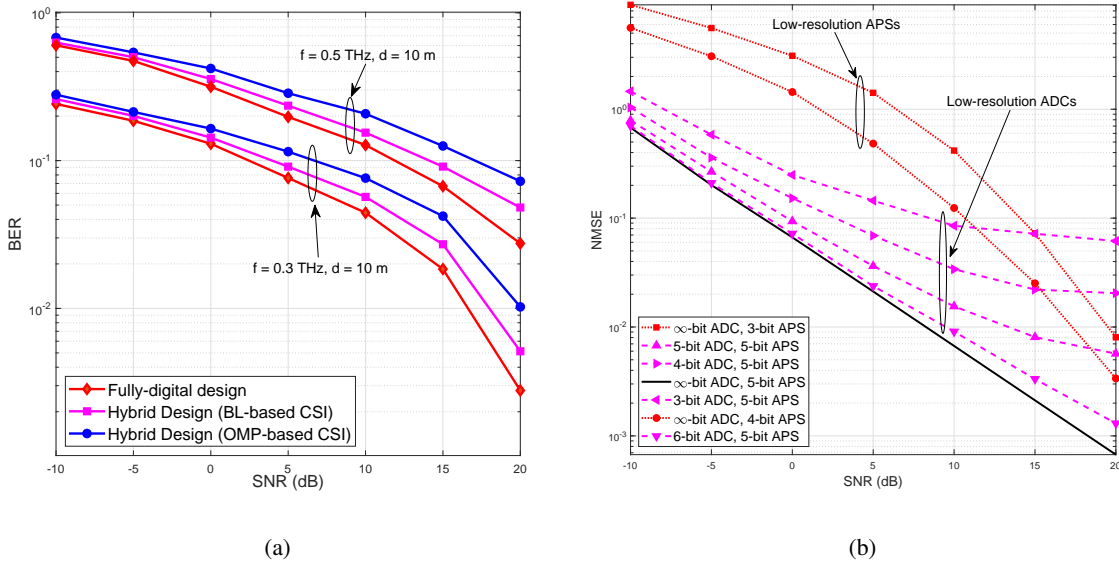 10^0
10^-1
10^-2
BER
-10
-5
0
5
10
15
20
SNR (dB)
f = 0.5 THz, d = 10 m
f = 0.3 THz, d = 10 m
Fully-digital design
Hybrid Design (BL-based CSI)
Hybrid Design (OMP-based CSI)
(a)
10^0
10^-1
10^-2
10^-3
NMSE
-10
-5
0
5
10
15
20
SNR (dB)
Low-resolution APSs
Low-resolution ADCs
∞-bit ADC, 3-bit APS
5-bit ADC, 5-bit APS
4-bit ADC, 5-bit APS
∞-bit ADC, 5-bit APS
3-bit ADC, 5-bit APS
∞-bit ADC, 4-bit APS
6-bit ADC, 5-bit APS
(b)